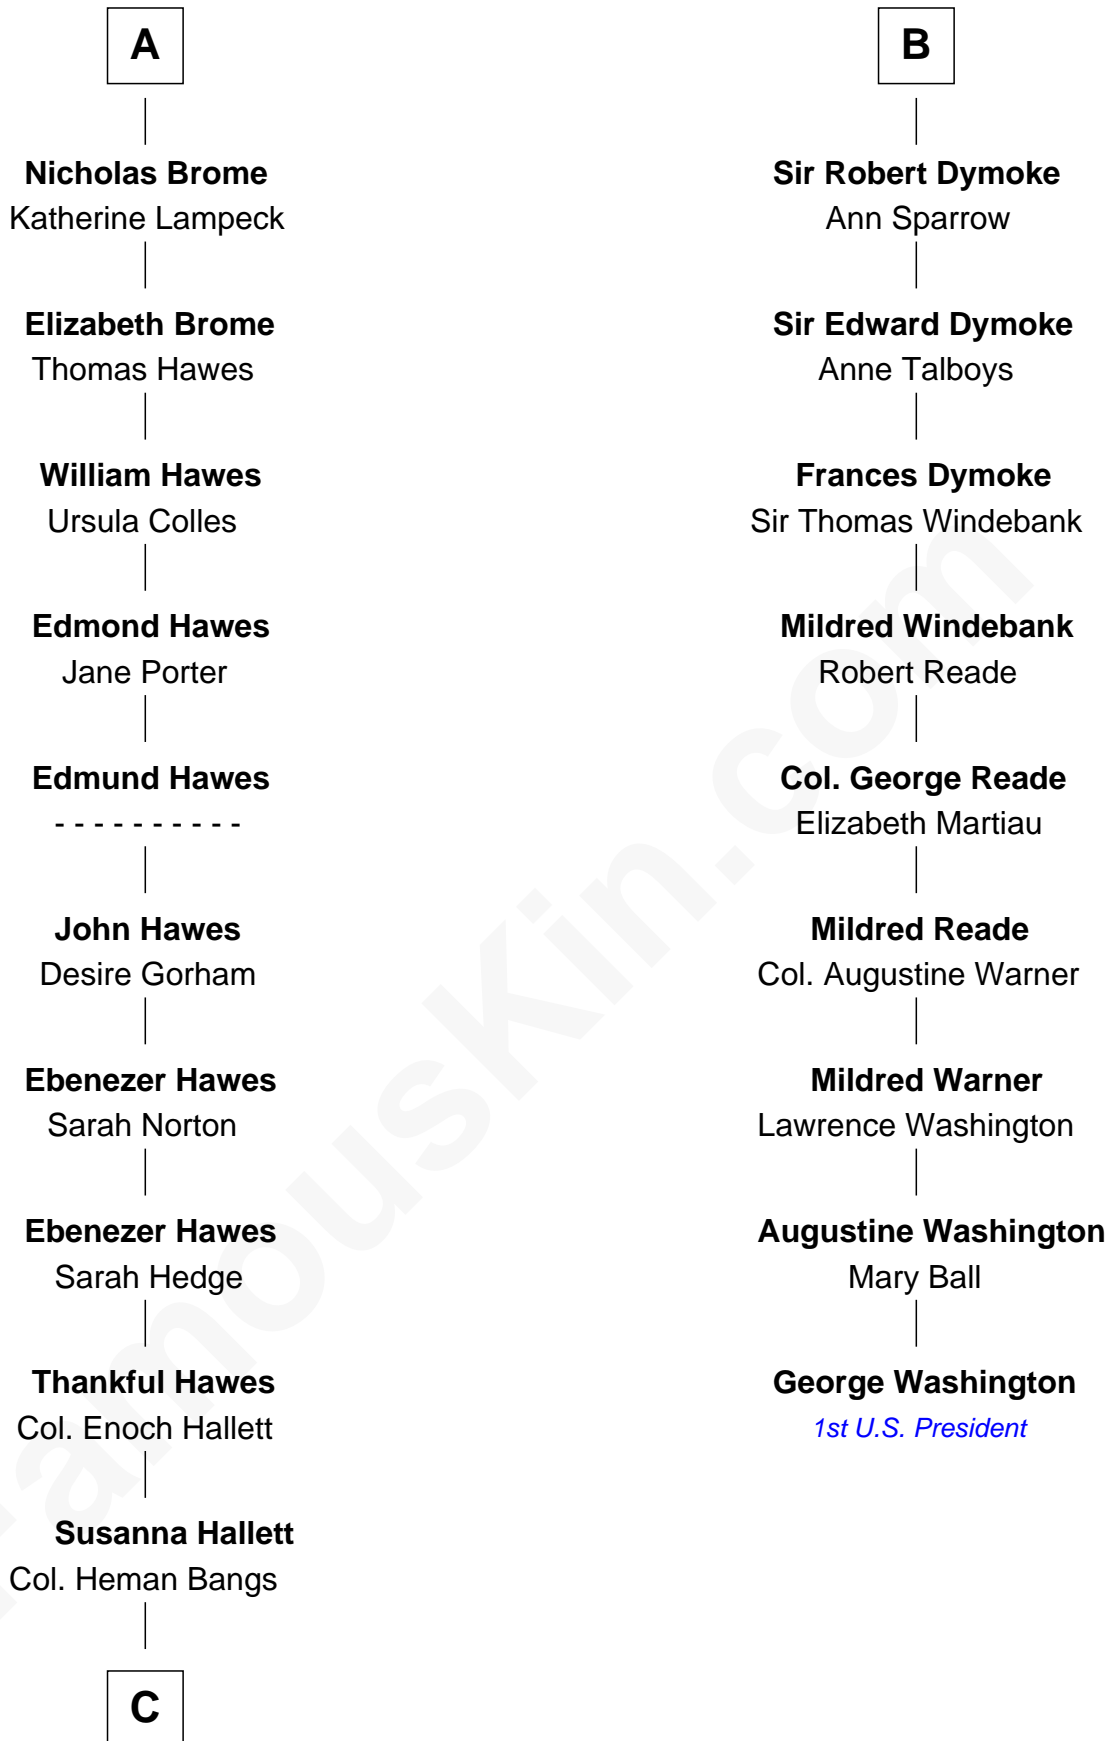 A
Nicholas Brome
Katherine Lampeck
Elizabeth Brome
Thomas Hawes
William Hawes
Ursula Colles
Edmond Hawes
Jane Porter
Edmund Hawes
- - - - - - - - - -
John Hawes
Desire Gorham
Ebenezer Hawes
Sarah Norton
Ebenezer Hawes
Sarah Hedge
Thankful Hawes
Col. Enoch Hallett
Susanna Hallett
Col. Heman Bangs
C
B
Sir Robert Dymoke
Ann Sparrow
Sir Edward Dymoke
Anne Talboys
Frances Dymoke
Sir Thomas Windebank
Mildred Windebank
Robert Reade
Col. George Reade
Elizabeth Martiau
Mildred Reade
Col. Augustine Warner
Mildred Warner
Lawrence Washington
Augustine Washington
Mary Ball
George Washington
1st U.S. President
FamousKin.com